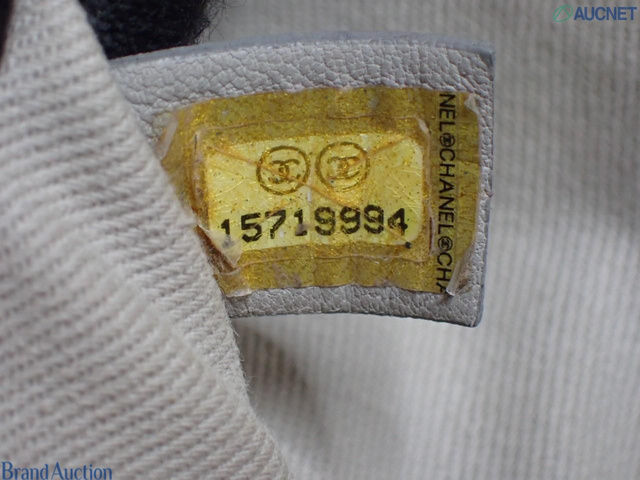 AUCNET
15719994
NEL CHANEL CHA
Brand Auction